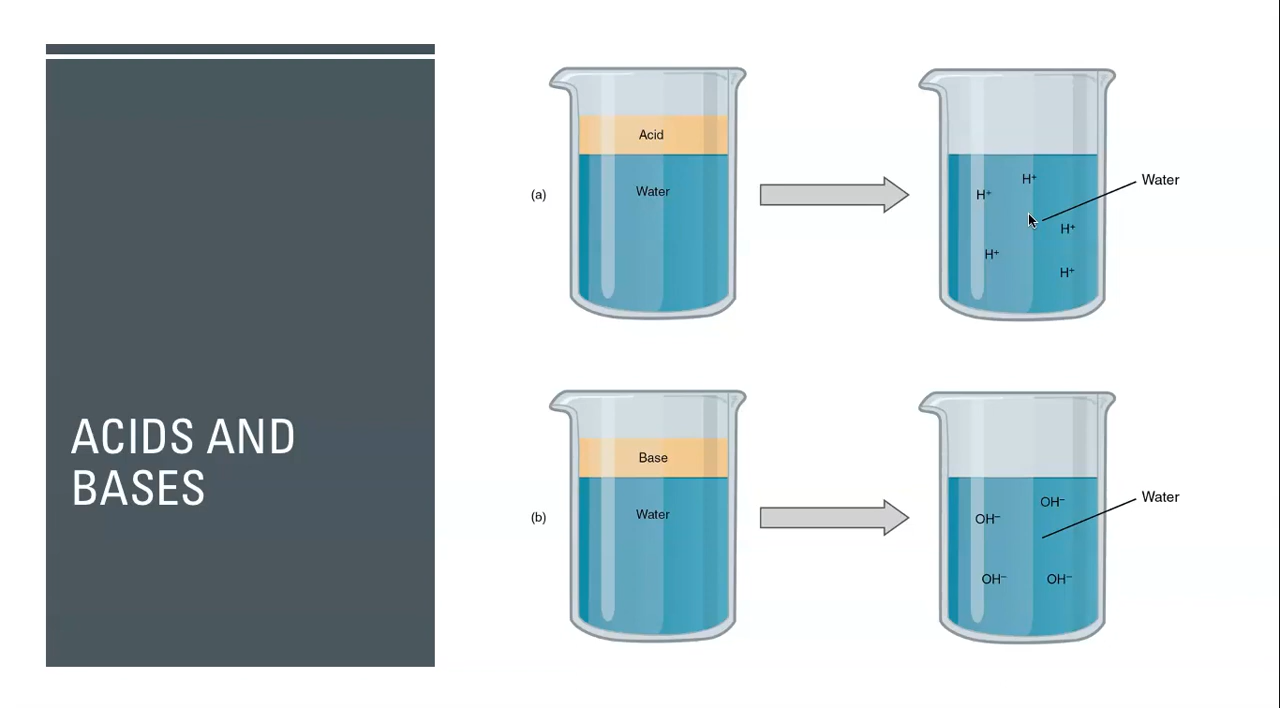 ACIDS AND
BASES
(a)
Acid
Water
H⁺
H⁺
H⁺
H⁺
H⁺
Water
(b)
Base
Water
OH⁻
OH⁻
OH⁻
OH⁻
Water